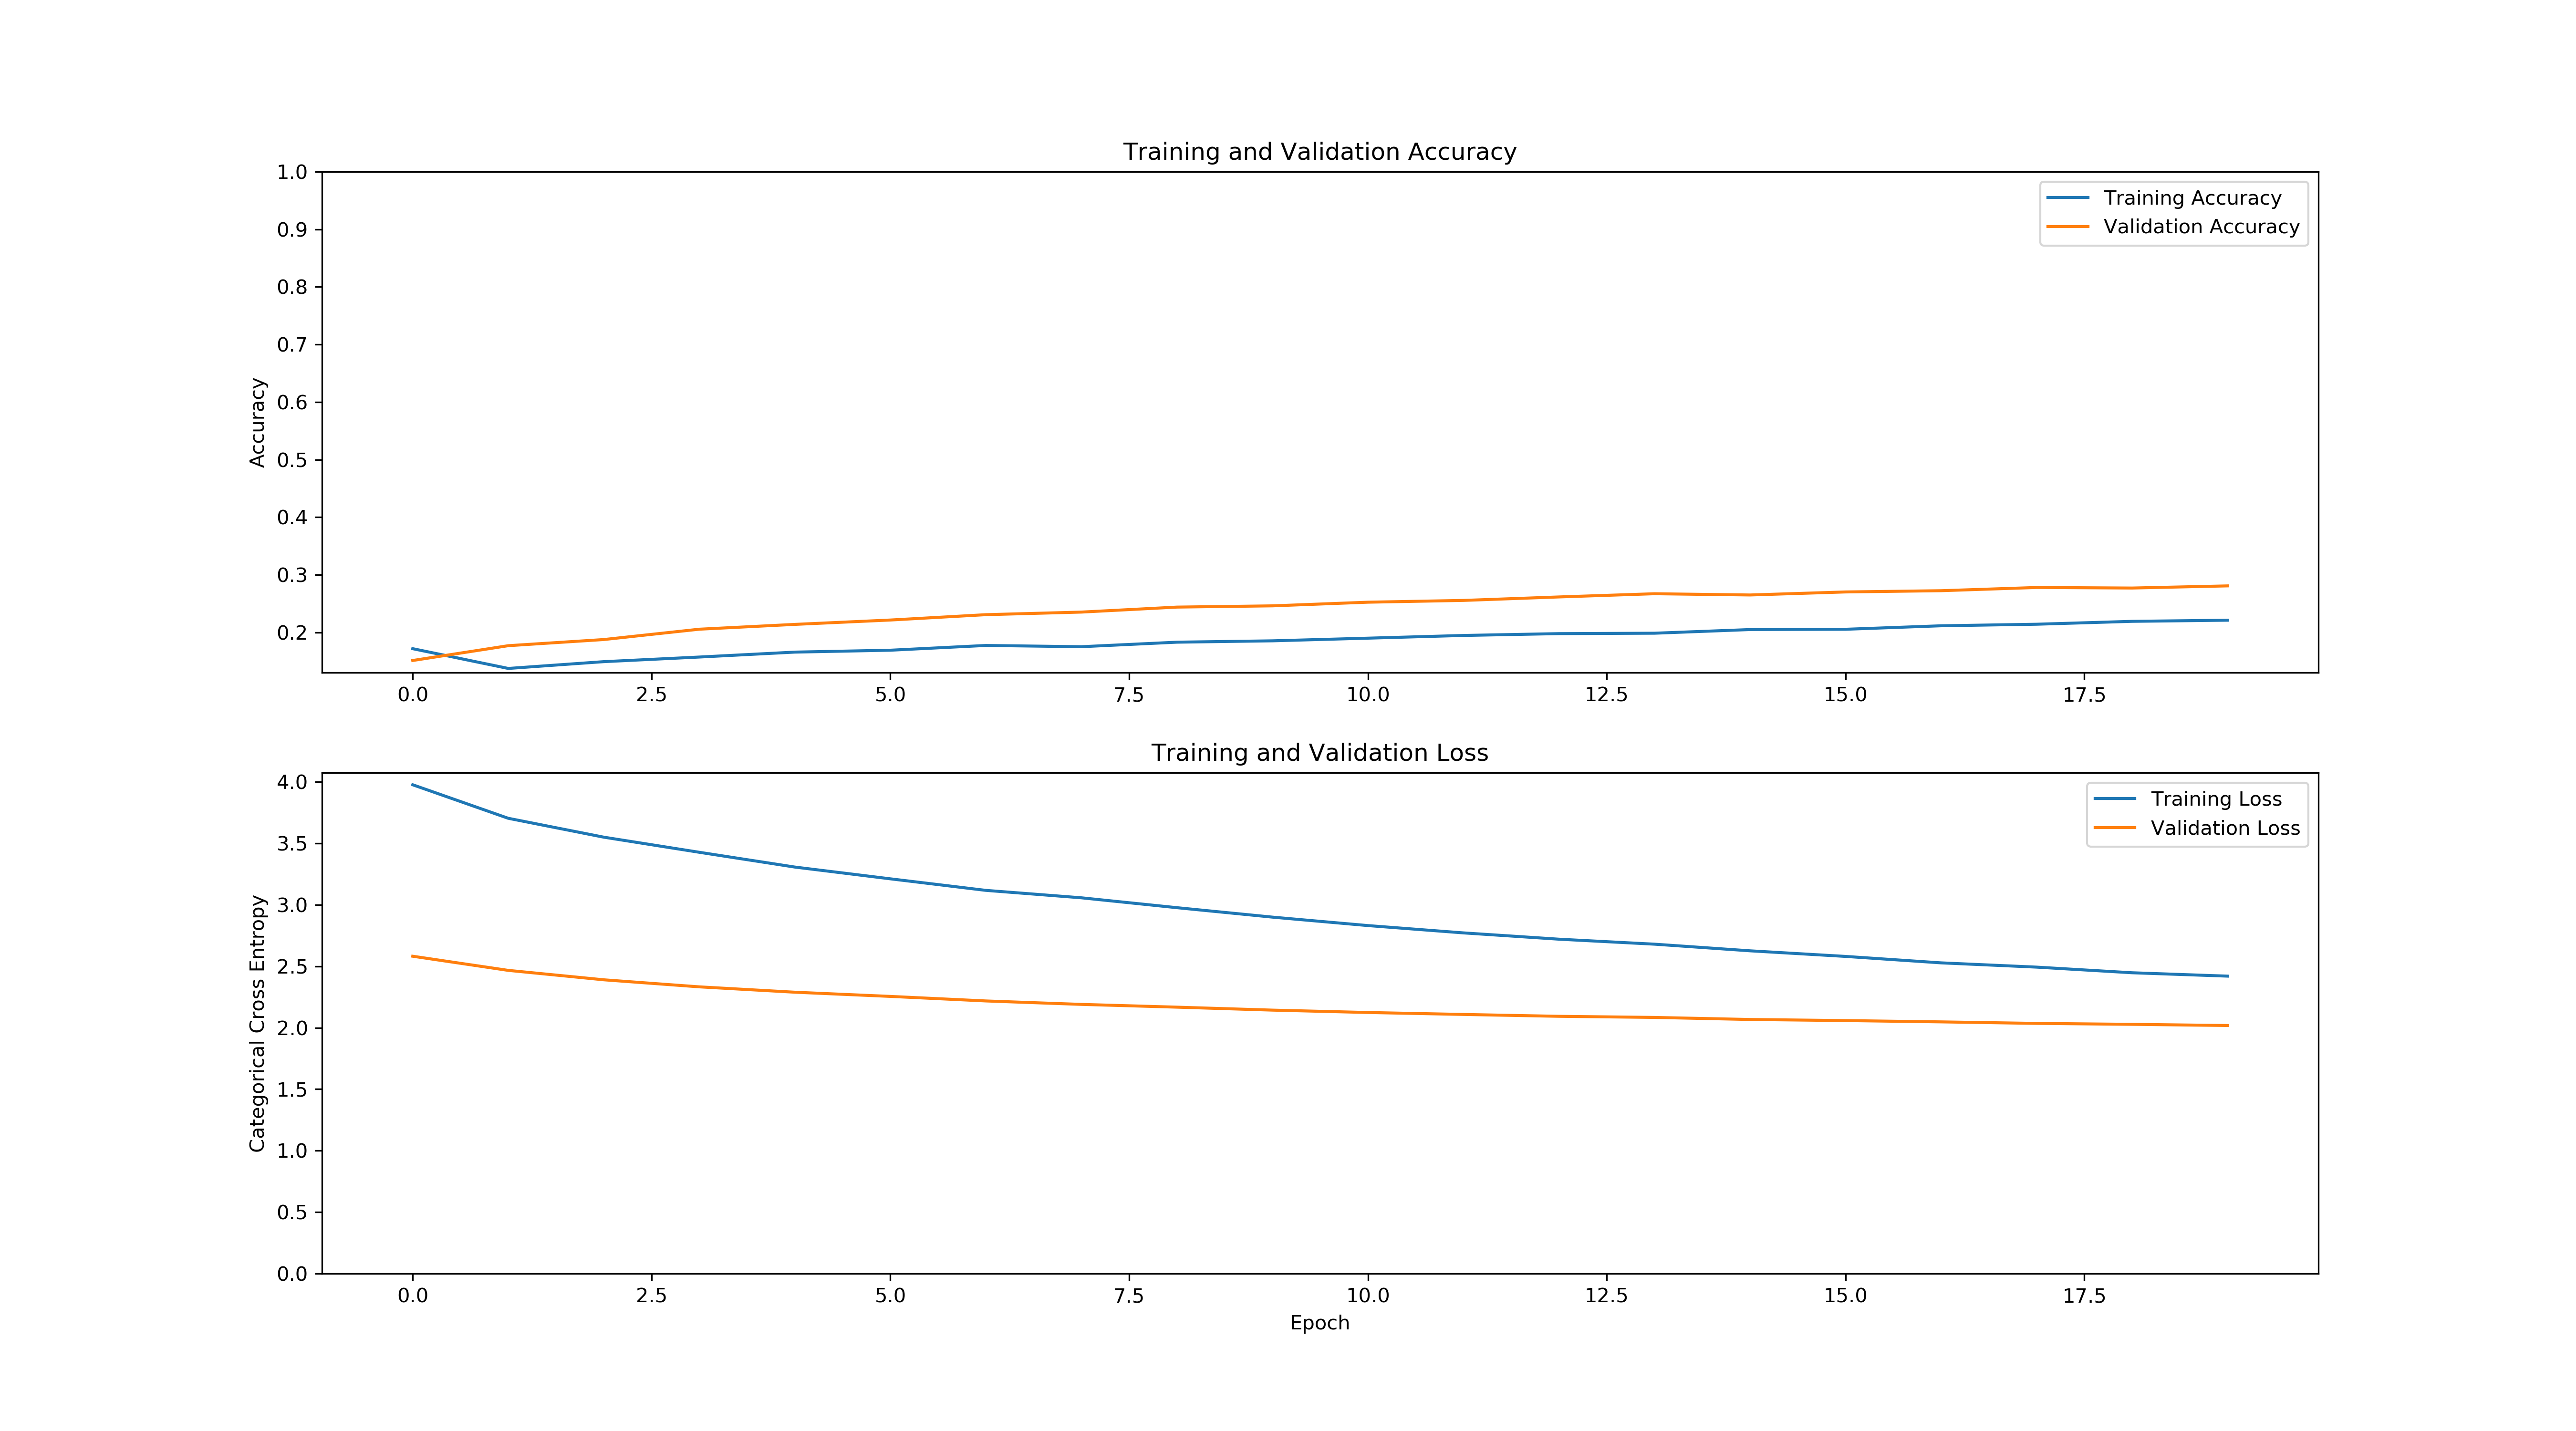 Training and Validation Accuracy
1.0
0.9
0.8
0.7
0.6
0.5
0.4
0.3
0.2
Accuracy
Training Accuracy
Validation Accuracy
0.0 2.5 5.0 7.5 10.0 12.5 15.0 17.5
Training and Validation Loss
4.0
3.5
3.0
2.5
2.0
1.5
1.0
0.5
0.0
Categorical Cross Entropy
Training Loss
Validation Loss
0.0 2.5 5.0 7.5 10.0 12.5 15.0 17.5
Epoch